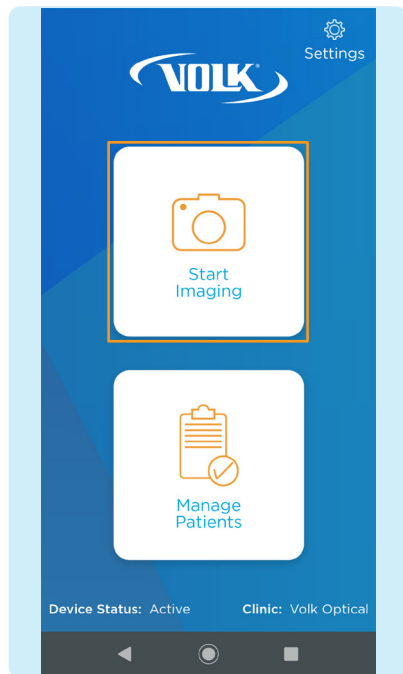 Settings
VOLK
Start
Imaging
Manage
Patients
Device Status: Active Clinic: Volk Optical